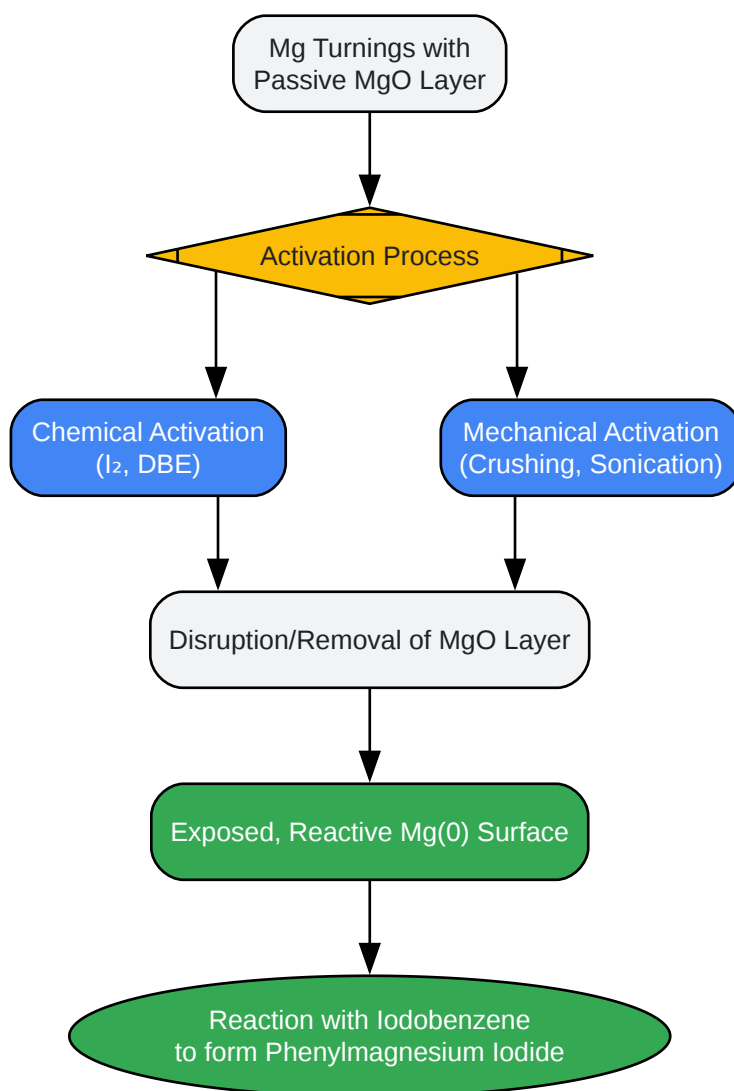 Mg Turnings with
Passive MgO Layer
Activation Process
Chemical Activation
(I₂, DBE)
Mechanical Activation
(Crushing, Sonication)
Disruption/Removal of MgO Layer
Exposed, Reactive Mg(0) Surface
Reaction with Iodobenzene
to form Phenylmagnesium Iodide